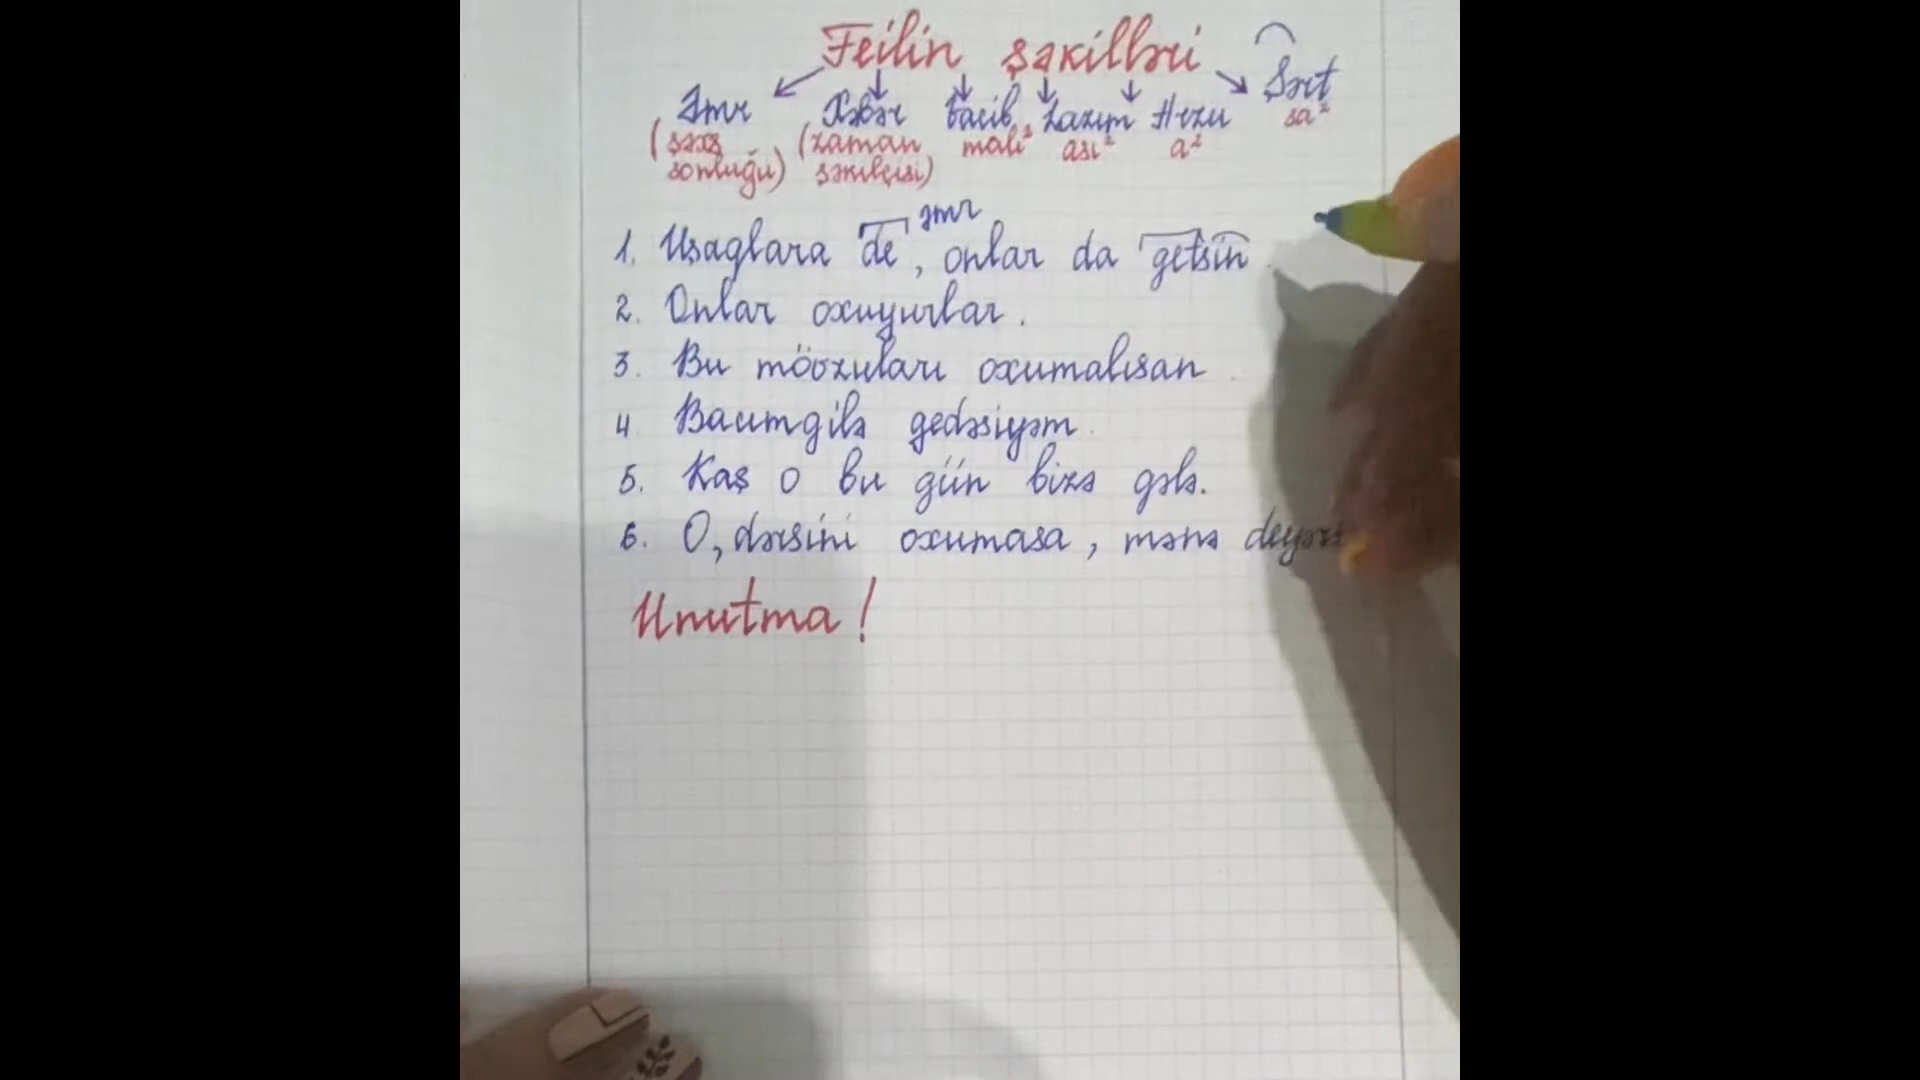 Feilin şəkilləri
Əmr Xəbər Vacib Lazım Arzu Şərt
(şəxs (zaman malı² ası² a² sa²
sonluğu) şəkilçisi)
əmr
1. Uşaqlara de, onlar da getsin.
2. Onlar oxuyurlar.
3. Bu mövzuları oxumalısan.
4 Bacımgilə gedəsiyəm.
5. Kaş o bu gün bizə gələ.
6. O, dərsini oxumasa, mənə
Unutma!